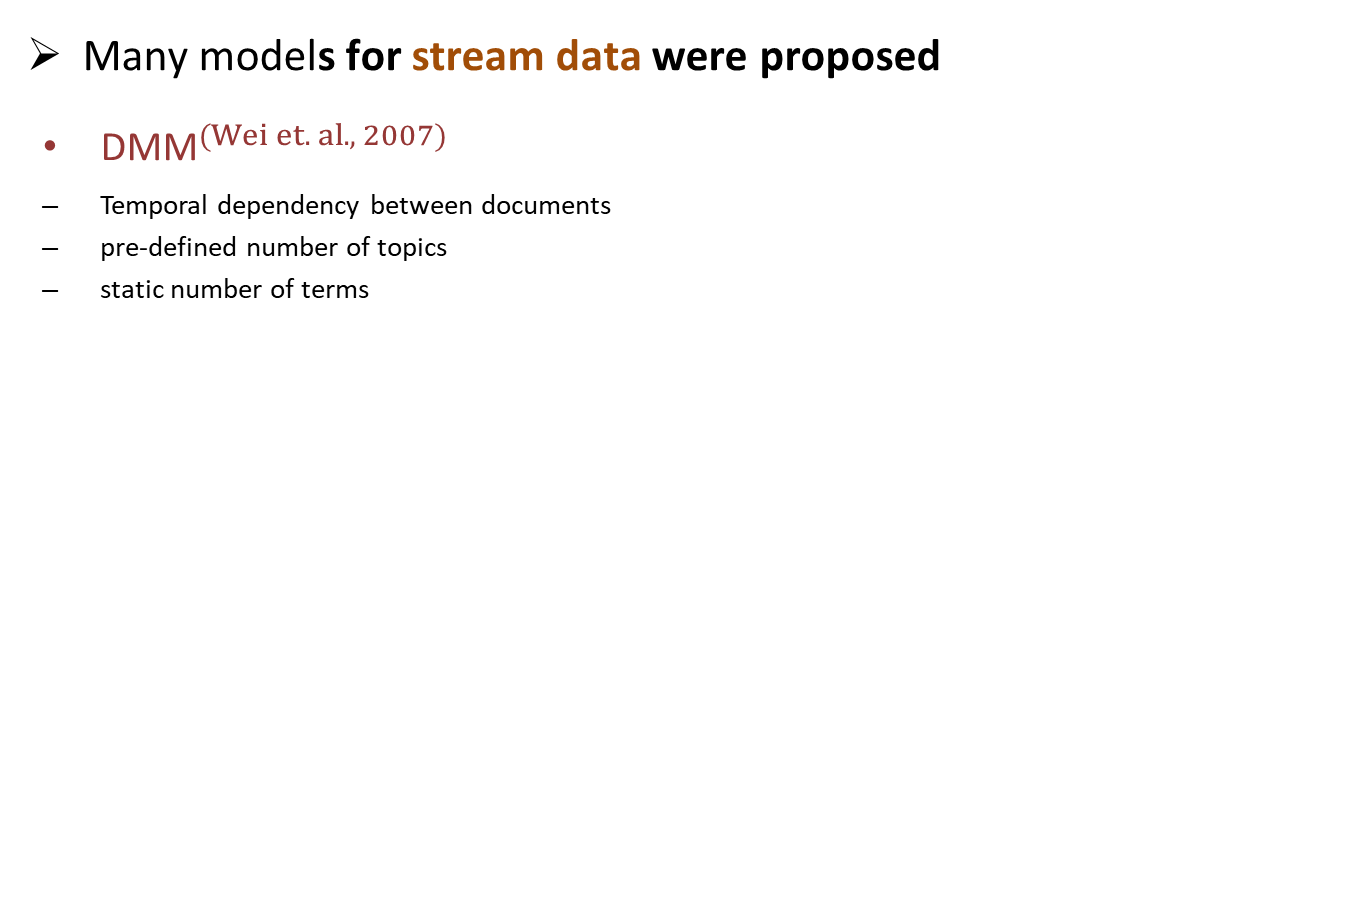 ➢ Many models for stream data were proposed
• DMM(Wei et. al., 2007)
– Temporal dependency between documents
– pre-defined number of topics
– static number of terms